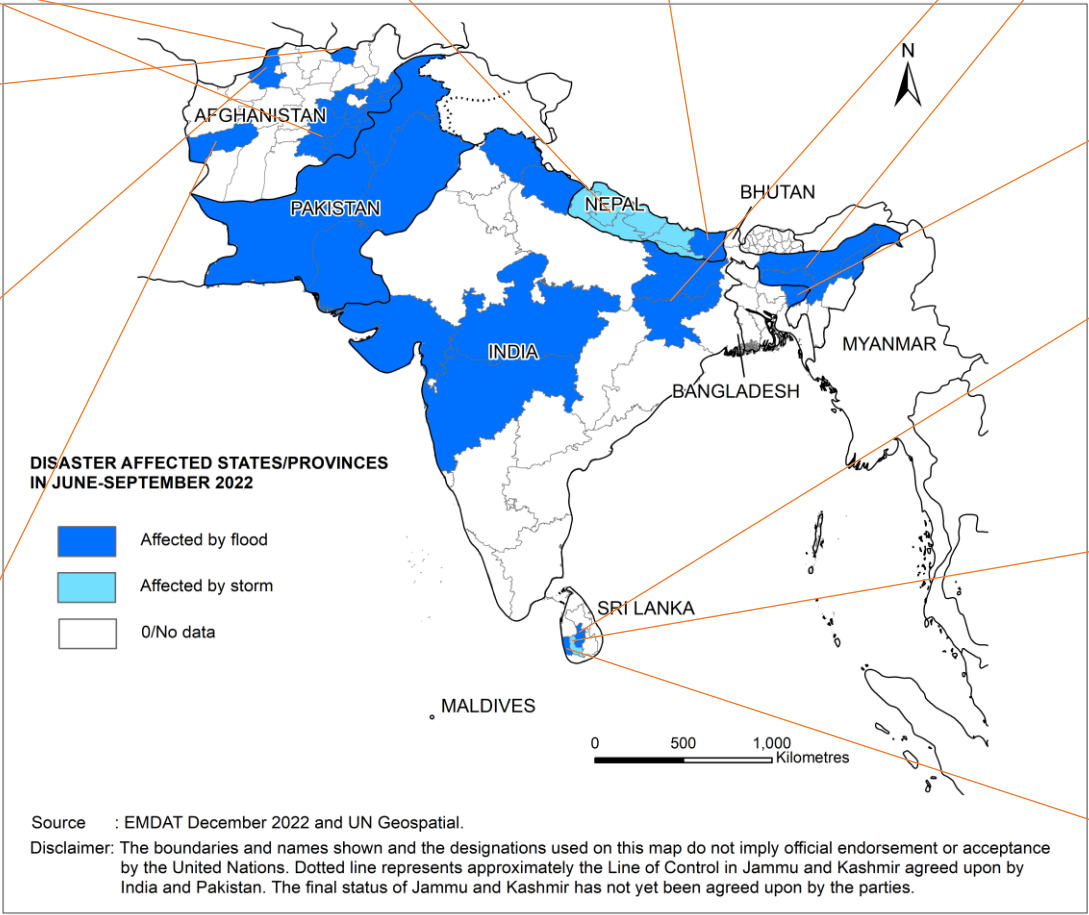 N
AFGHANISTAN
PAKISTAN
NEPAL
BHUTAN
INDIA
MYANMAR
BANGLADESH
DISASTER AFFECTED STATES/PROVINCES
IN JUNE-SEPTEMBER 2022
Affected by flood
Affected by storm
0/No data
SRI LANKA
MALDIVES
0 500 1,000
Kilometres
Source : EMDAT December 2022 and UN Geospatial.
Disclaimer: The boundaries and names shown and the designations used on this map do not imply official endorsement or acceptance
by the United Nations. Dotted line represents approximately the Line of Control in Jammu and Kashmir agreed upon by
India and Pakistan. The final status of Jammu and Kashmir has not yet been agreed upon by the parties.